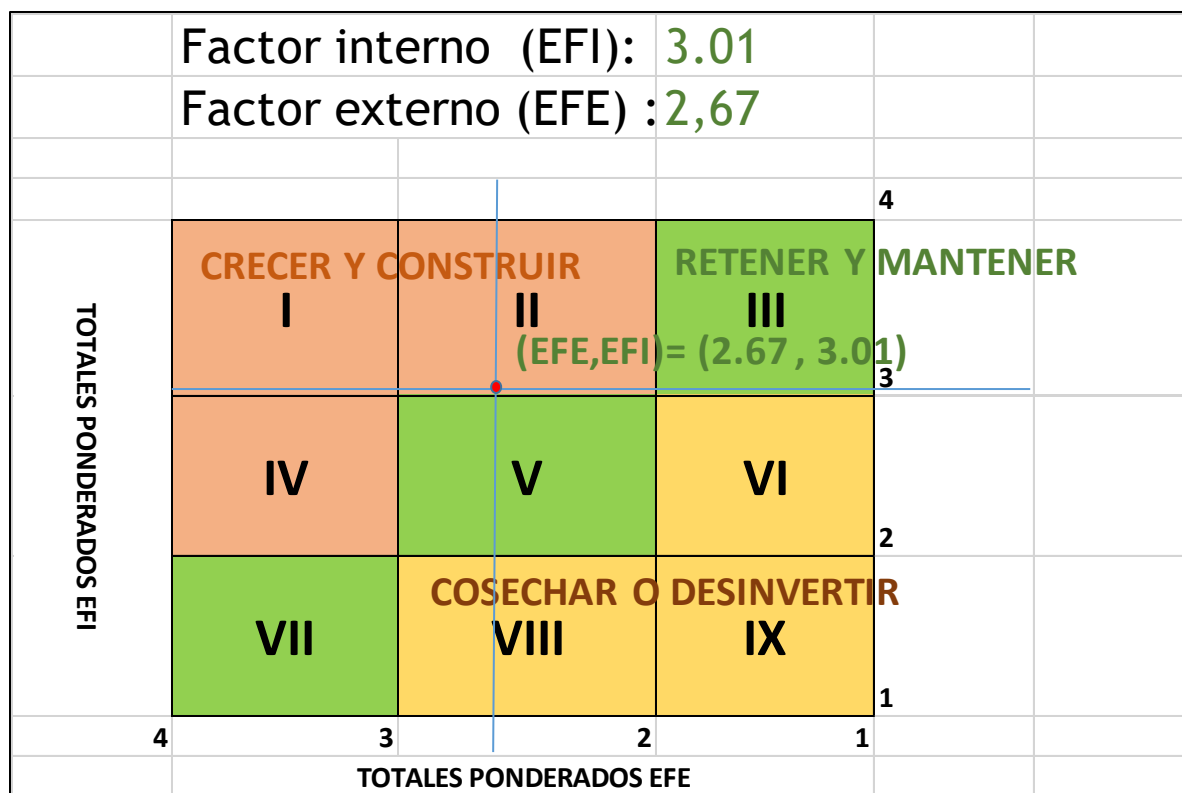 Factor interno (EFI): 3.01
Factor externo (EFE) : 2,67
4
CRECER Y CONSTRUIR
RETENER Y MANTENER
I
II
III
(EFE,EFI)= (2.67 , 3.01)
3
TOTALES PONDERADOS EFI
IV
V
VI
2
COSECHAR O DESINVERTIR
VII
VIII
IX
1
4
3
2
1
TOTALES PONDERADOS EFE